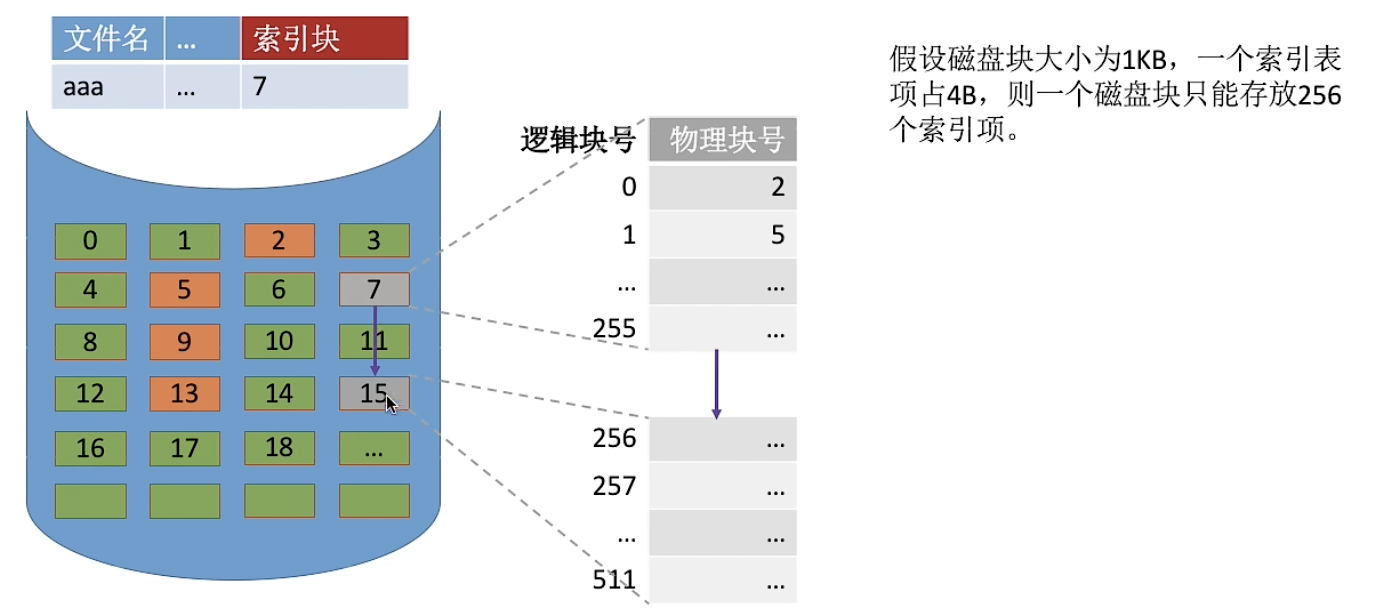 文件名 ... 索引块
aaa ... 7
假设磁盘块大小为1KB，一个索引表
项占4B，则一个磁盘块只能存放256
个索引项。
逻辑块号 物理块号
0 2
1 5
... ...
255 ...
256 ...
257 ...
... ...
511 ...
0 1 2 3
4 5 6 7
8 9 10 11
12 13 14 15
16 17 18 ...